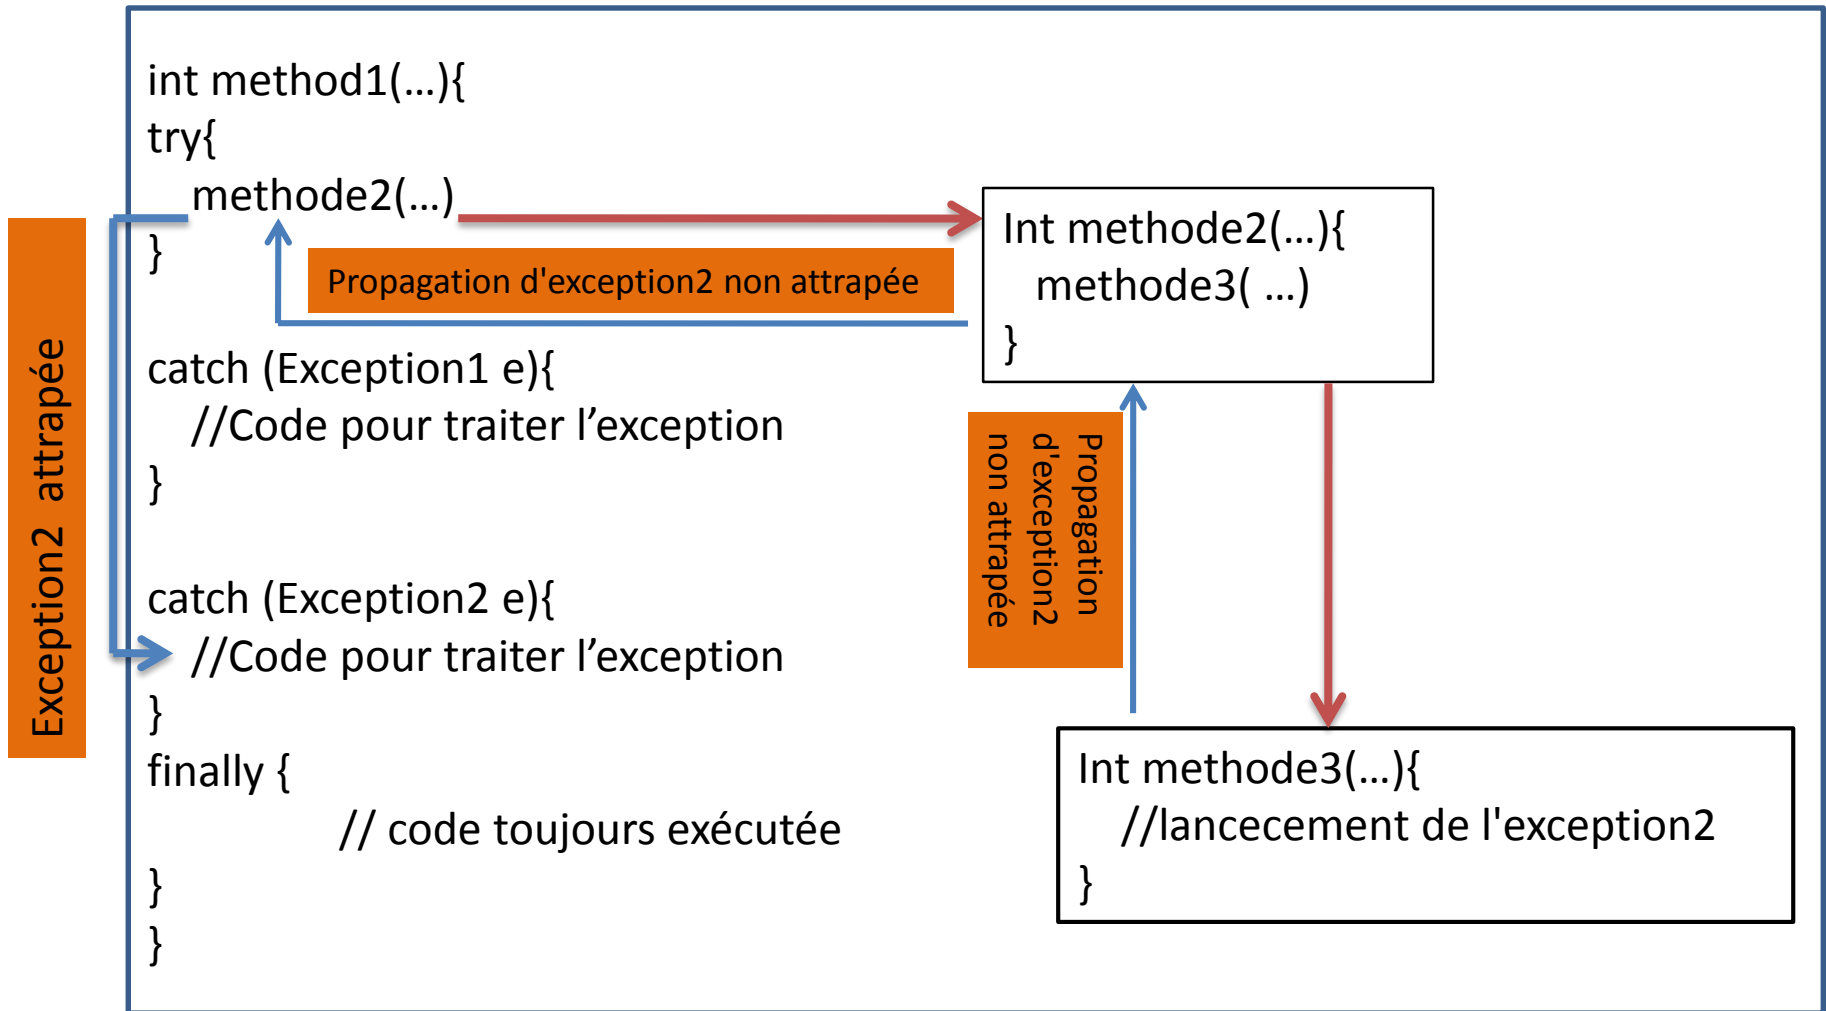 int method1(…){
try{
methode2(…)
}
catch (Exception1 e){
//Code pour traiter l’exception
}
catch (Exception2 e){
//Code pour traiter l’exception
}
finally {
// code toujours exécutée
}
}
Exception2 attrapée
Propagation d'exception2 non attrapée
Int methode2(…){
methode3( …)
}
Propagation
d'exception2
non attrapée
Int methode3(…){
//lancecement de l'exception2
}